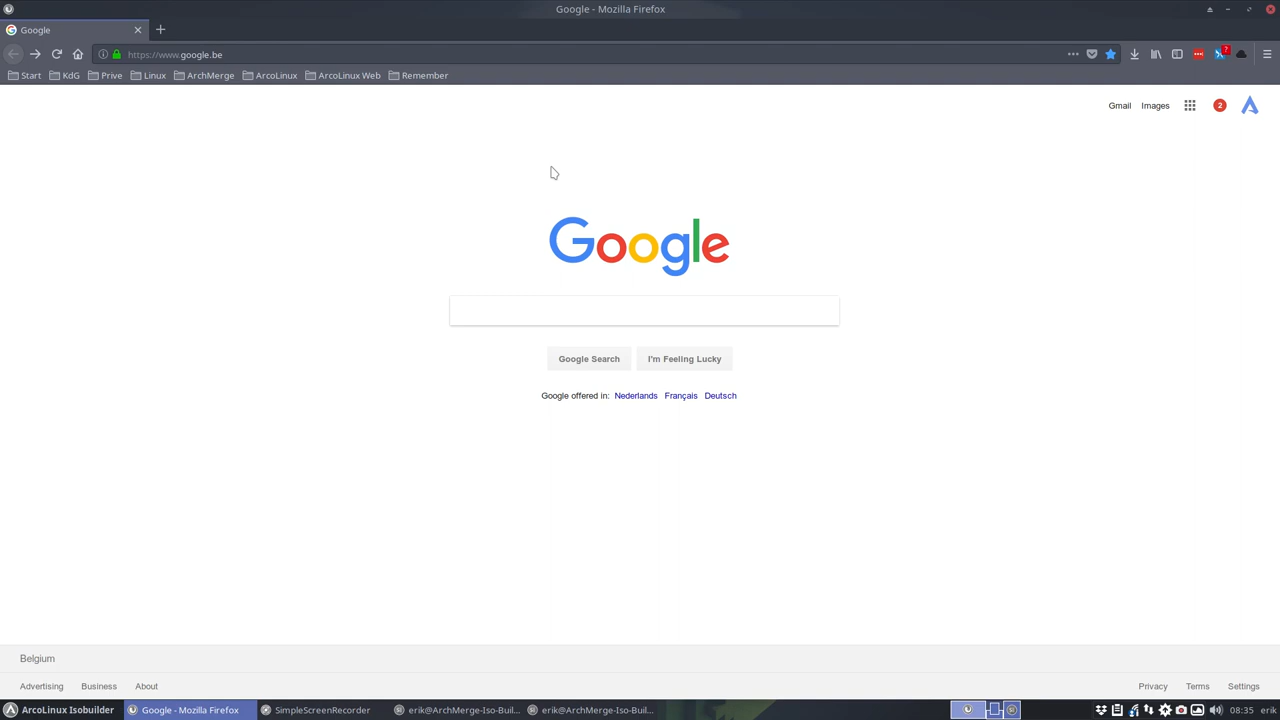 Google - Mozilla Firefox
Google
https://www.google.be
?
Start KdG Prive Linux ArchMerge ArcoLinux ArcoLinux Web Remember
Gmail Images 2
Google
Google Search I'm Feeling Lucky
Google offered in: Nederlands Français Deutsch
Belgium
Advertising Business About Privacy Terms Settings
ArcoLinux Isobuilder Google - Mozilla Firefox SimpleScreenRecorder erik@ArchMerge-Iso-Buil... erik@ArchMerge-Iso-Buil... 08:35 erik